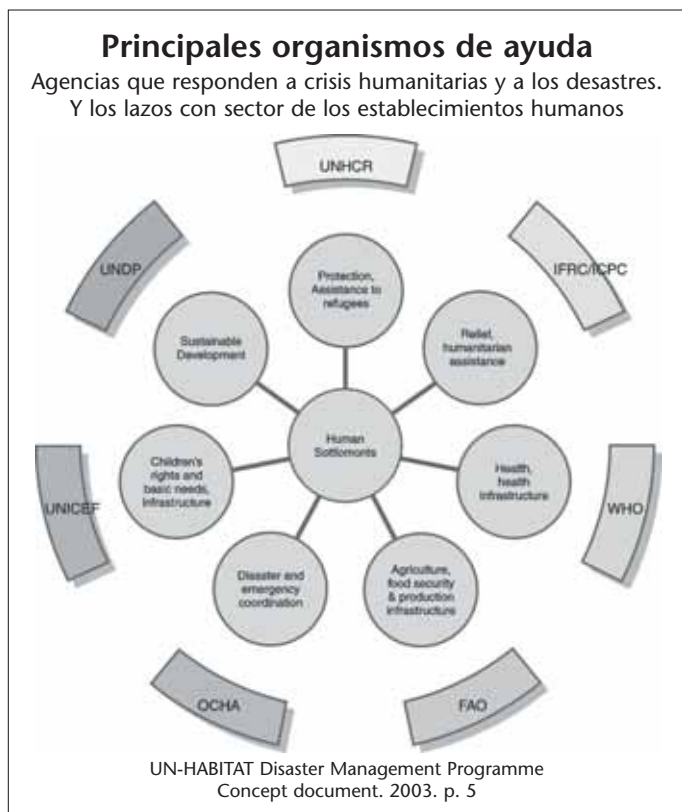 Principales organismos de ayuda
Agencias que responden a crisis humanitarias y a los desastres.
Y los lazos con sector de los establecimientos humanos
UNHCR
IFRC/ICPC
WHO
FAO
OCHA
UNICEF
UNDP
Protection,
Assistance to
refugees
Relief,
humanitarian
assistance
Health,
health
infrastructure
Agriculture,
food security
& production
infrastructure
Disaster and
emergency
coordination
Children's
rights and
basic needs,
infrastructure
Sustainable
Development
Human
Sottlomonts
UN-HABITAT Disaster Management Programme
Concept document. 2003. p. 5